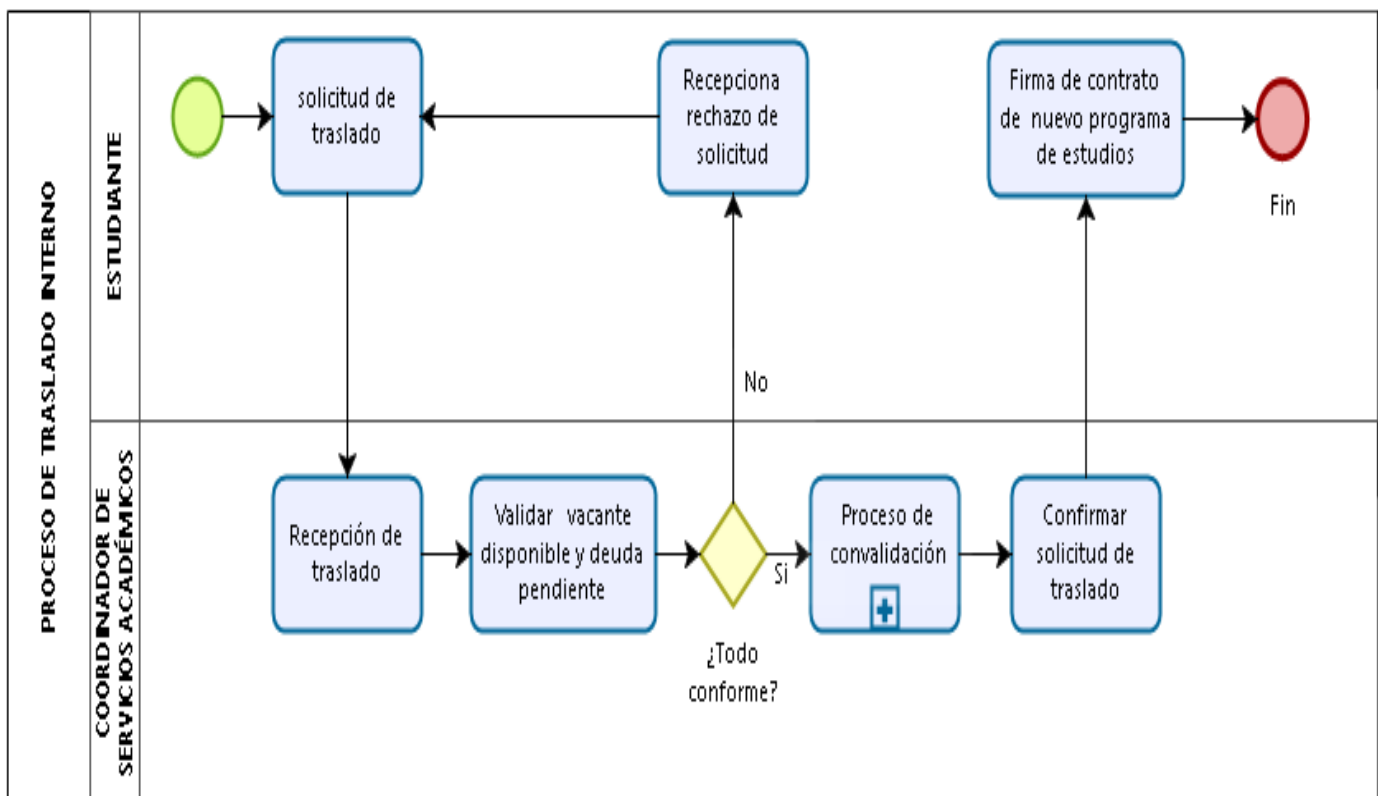 PROCESO DE TRASLADO INTERNO
ESTUDIANTE
solicitud de
traslado
Recepciona
rechazo de
solicitud
Firma de contrato
de nuevo programa
de estudios
Fin
No
COORDINADOR DE
SERVICIOS ACADÉMICOS
Recepción de
traslado
Validar vacante
disponible y deuda
pendiente
¿Todo
conforme?
Si
Proceso de
convalidación
Confirmar
solicitud de
traslado